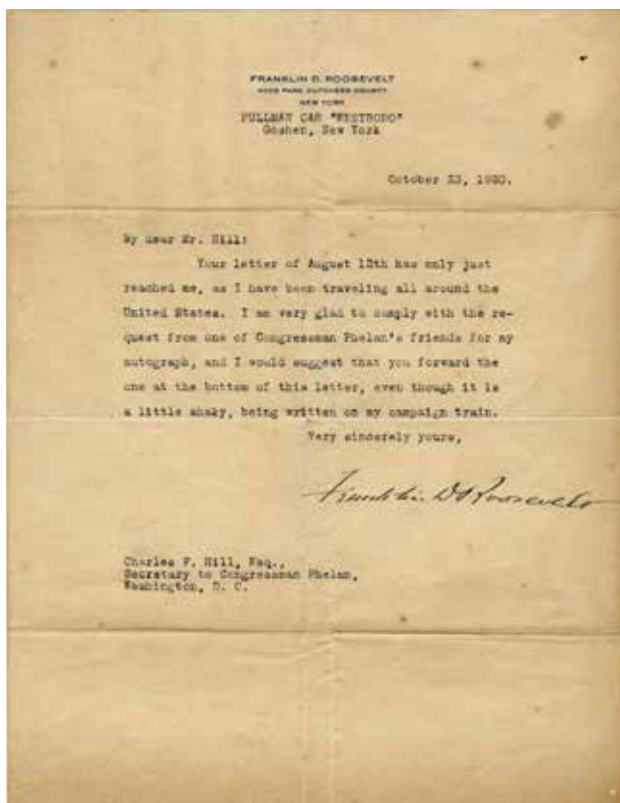 FRANKLIN D. ROOSEVELT
HYDE PARK, DUTCHESS COUNTY
NEW YORK
PULLMAN CAR "WESTBORO"
Goshen, New York
October 23, 1920.
My dear Mr. Hill:
Your letter of August 12th has only just
reached me, as I have been traveling all around the
United States. I am very glad to comply with the re-
quest from one of Congressman Phelan's friends for my
autograph, and I would suggest that you forward the
one at the bottom of this letter, even though it is
a little shaky, being written on my campaign train.
Very sincerely yours,
Franklin D Roosevelt
Charles F. Hill, Esq.,
Secretary to Congressman Phelan,
Washington, D. C.